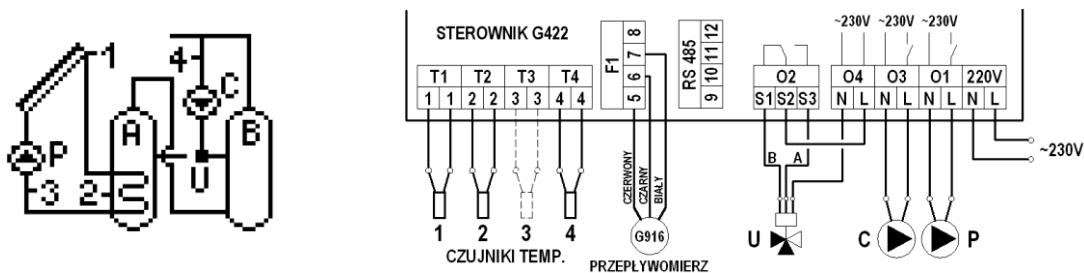 1
4
C
A
B
P
U
3
2
STEROWNIK G422
T1 T2 T3 T4
1 1 2 2 3 3 4 4
1 2 3 4
CZUJNIKI TEMP.
F1
8
7
6
5
CZERWONY
CZARNY
BIAŁY
G916
PRZEPŁYWOMIERZ
RS 485
12
11
10
9
~230V ~230V ~230V
O2 O4 O3 O1 220V
S1 S2 S3 N L N L N L N L
B A
~230V
U C P